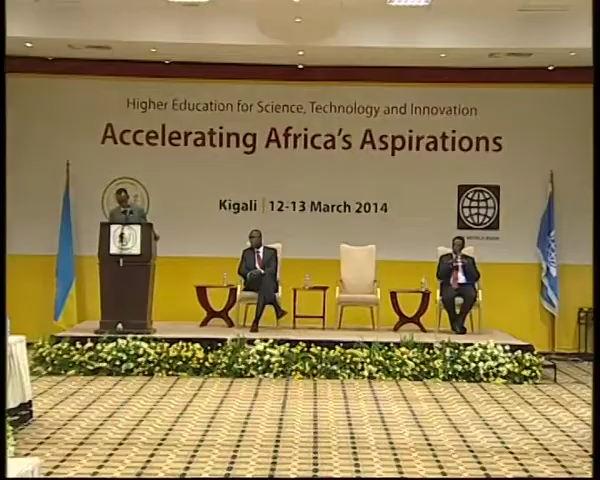 Higher Education for Science, Technology and Innovation
Accelerating Africa's Aspirations
Kigali | 12-13 March 2014